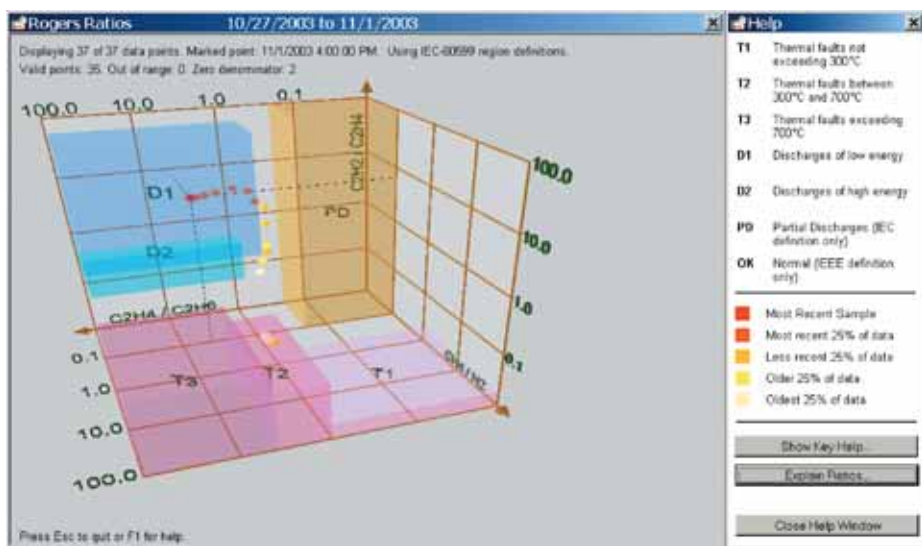 Rogers Ratios 10/27/2003 to 11/1/2003
Displaying 37 of 37 data points. Marked point: 11/1/2003 4:00:00 PM. Using IEC-60599 region definitions.
Valid points: 35. Out of range: 0. Zero denominator: 2
100.0 10.0 1.0 0.1
C2H2 / C2H4
100.0
10.0
1.0
0.1
D1
PD
D2
C2H4 / C2H6
CH4 / H2
0.1
1.0
10.0
100.0
T3 T2 T1
Press Esc to quit or F1 for help.
Help
T1 Thermal faults not
exceeding 300°C
T2 Thermal faults between
300°C and 700°C
T3 Thermal faults exceeding
700°C
D1 Discharges of low energy
D2 Discharges of high energy
PD Partial Discharges (IEC
definition only)
OK Normal (IEEE definition
only)
Most Recent Sample
Most recent 25% of data
Less recent 25% of data
Older 25% of data
Oldest 25% of data
Show Key Help...
Explain Ratios...
Close Help Window